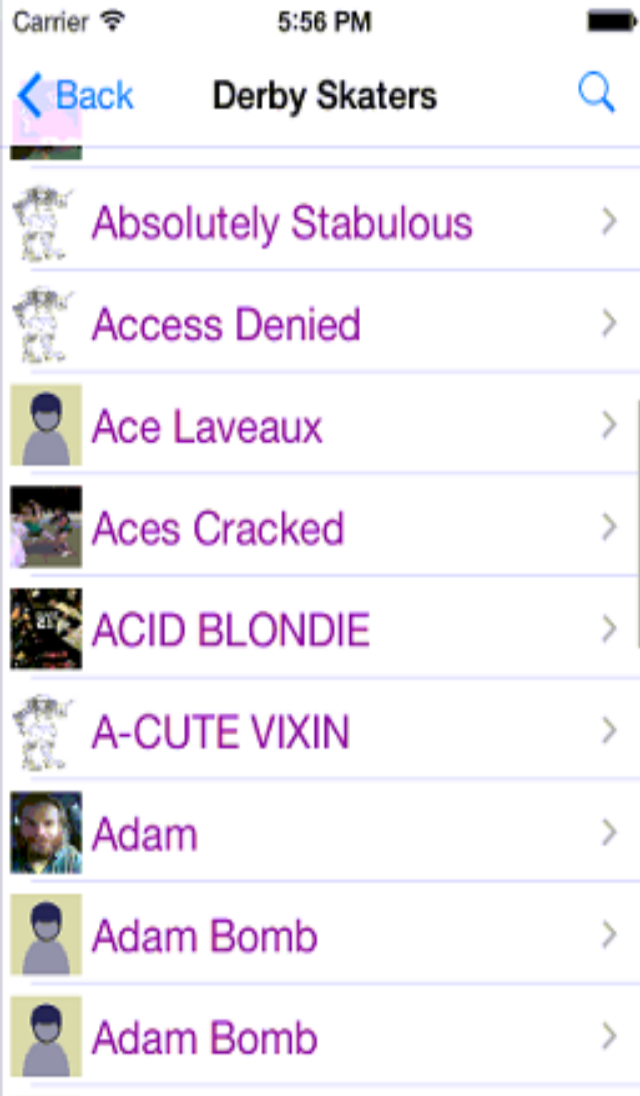 Carrier 5:56 PM
Back Derby Skaters
Absolutely Stabulous
Access Denied
Ace Laveaux
Aces Cracked
ACID BLONDIE
A-CUTE VIXIN
Adam
Adam Bomb
Adam Bomb